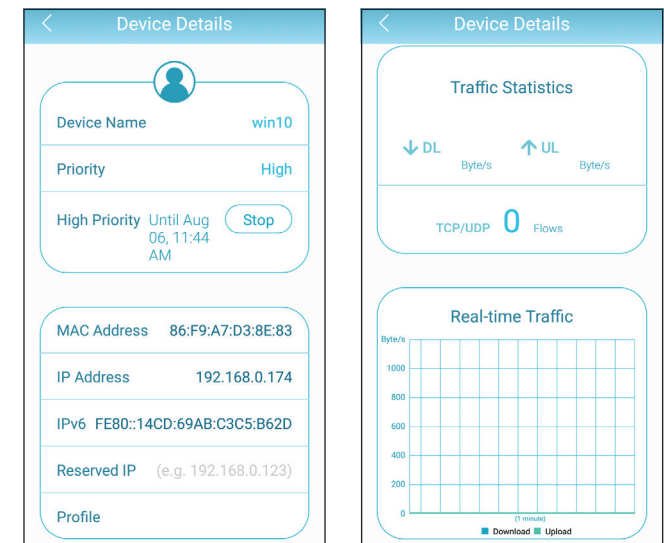 Device Details
Device Name win10
Priority High
High Priority Until Aug 06, 11:44 AM Stop
MAC Address 86:F9:A7:D3:8E:83
IP Address 192.168.0.174
IPv6 FE80::14CD:69AB:C3C5:B62D
Reserved IP (e.g. 192.168.0.123)
Profile
Device Details
Traffic Statistics
DL Byte/s UL Byte/s
TCP/UDP 0 Flows
Real-time Traffic
Byte/s
1000
800
600
400
200
0
(1 minute)
Download Upload